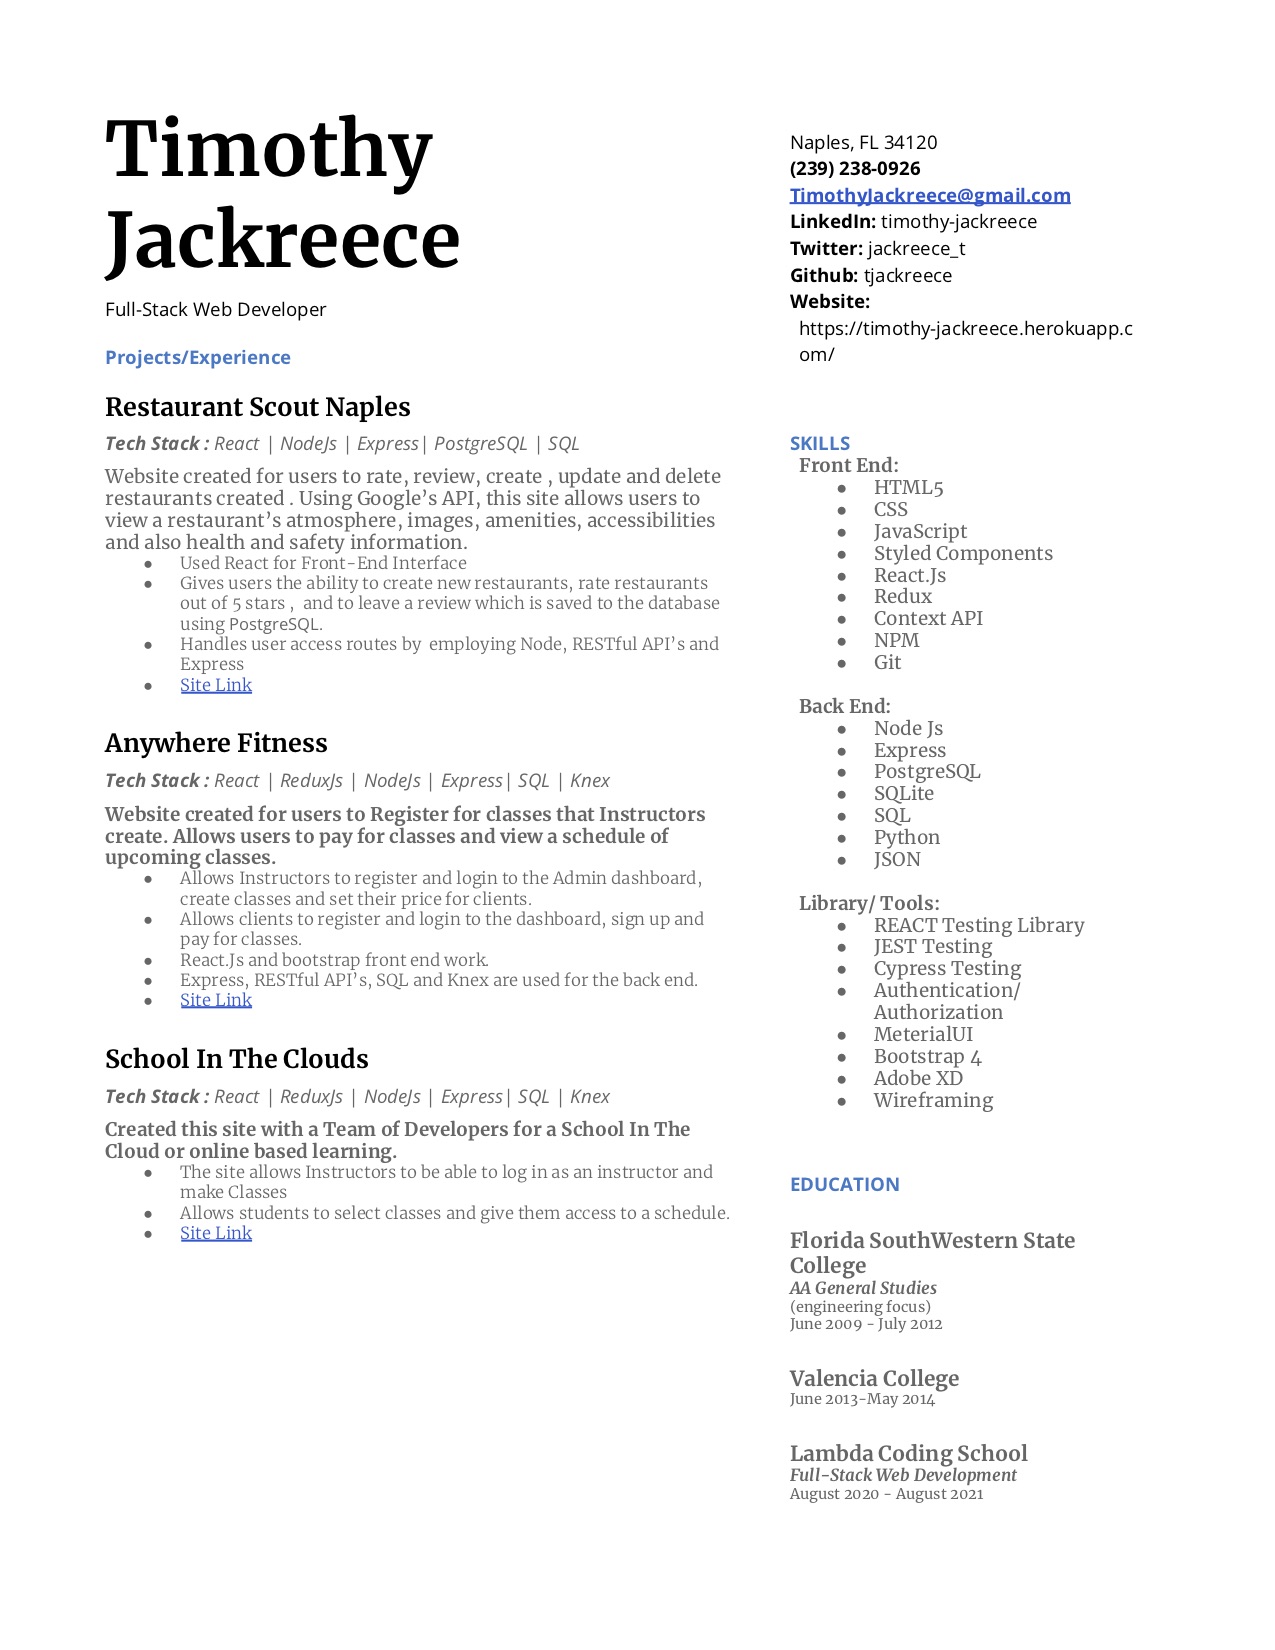 Timothy
Jackreece
Full-Stack Web Developer
Projects/Experience
Restaurant Scout Naples
Tech Stack : React | NodeJs | Express| PostgreSQL | SQL
Website created for users to rate, review, create , update and delete
restaurants created . Using Google’s API, this site allows users to
view a restaurant’s atmosphere, images, amenities, accessibilities
and also health and safety information.
● Used React for Front-End Interface
● Gives users the ability to create new restaurants, rate restaurants
out of 5 stars , and to leave a review which is saved to the database
using PostgreSQL.
● Handles user access routes by employing Node, RESTful API’s and
Express
● Site Link
Anywhere Fitness
Tech Stack : React | ReduxJs | NodeJs | Express| SQL | Knex
Website created for users to Register for classes that Instructors
create. Allows users to pay for classes and view a schedule of
upcoming classes.
● Allows Instructors to register and login to the Admin dashboard,
create classes and set their price for clients.
● Allows clients to register and login to the dashboard, sign up and
pay for classes.
● React.Js and bootstrap front end work.
● Express, RESTful API’s, SQL and Knex are used for the back end.
● Site Link
School In The Clouds
Tech Stack : React | ReduxJs | NodeJs | Express| SQL | Knex
Created this site with a Team of Developers for a School In The
Cloud or online based learning.
● The site allows Instructors to be able to log in as an instructor and
make Classes
● Allows students to select classes and give them access to a schedule.
● Site Link
Naples, FL 34120
(239) 238-0926
TimothyJackreece@gmail.com
LinkedIn: timothy-jackreece
Twitter: jackreece_t
Github: tjackreece
Website:
https://timothy-jackreece.herokuapp.c
om/
SKILLS
Front End:
● HTML5
● CSS
● JavaScript
● Styled Components
● React.Js
● Redux
● Context API
● NPM
● Git
Back End:
● Node Js
● Express
● PostgreSQL
● SQLite
● SQL
● Python
● JSON
Library/ Tools:
● REACT Testing Library
● JEST Testing
● Cypress Testing
● Authentication/
Authorization
● MeterialUI
● Bootstrap 4
● Adobe XD
● Wireframing
EDUCATION
Florida SouthWestern State
College
AA General Studies
(engineering focus)
June 2009 - July 2012
Valencia College
June 2013-May 2014
Lambda Coding School
Full-Stack Web Development
August 2020 - August 2021